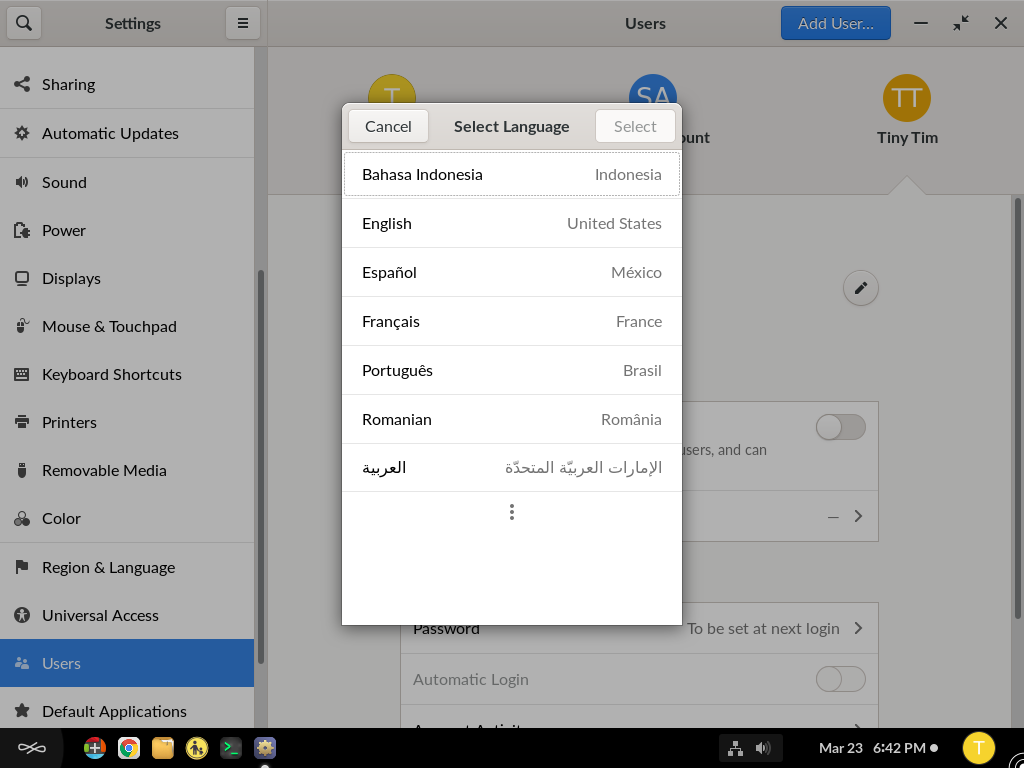 Settings
Users
Add User...
Sharing
Automatic Updates
Sound
Power
Displays
Mouse & Touchpad
Keyboard Shortcuts
Printers
Removable Media
Color
Region & Language
Universal Access
Users
Default Applications
T
SA
TT
Tiny Tim
Cancel
Select Language
Select
Bahasa Indonesia Indonesia
English United States
Español México
Français France
Português Brasil
Romanian România
العربية الإمارات العربيّة المتحدّة
users, and can
—
Password To be set at next login
Automatic Login
Mar 23 6:42 PM
T